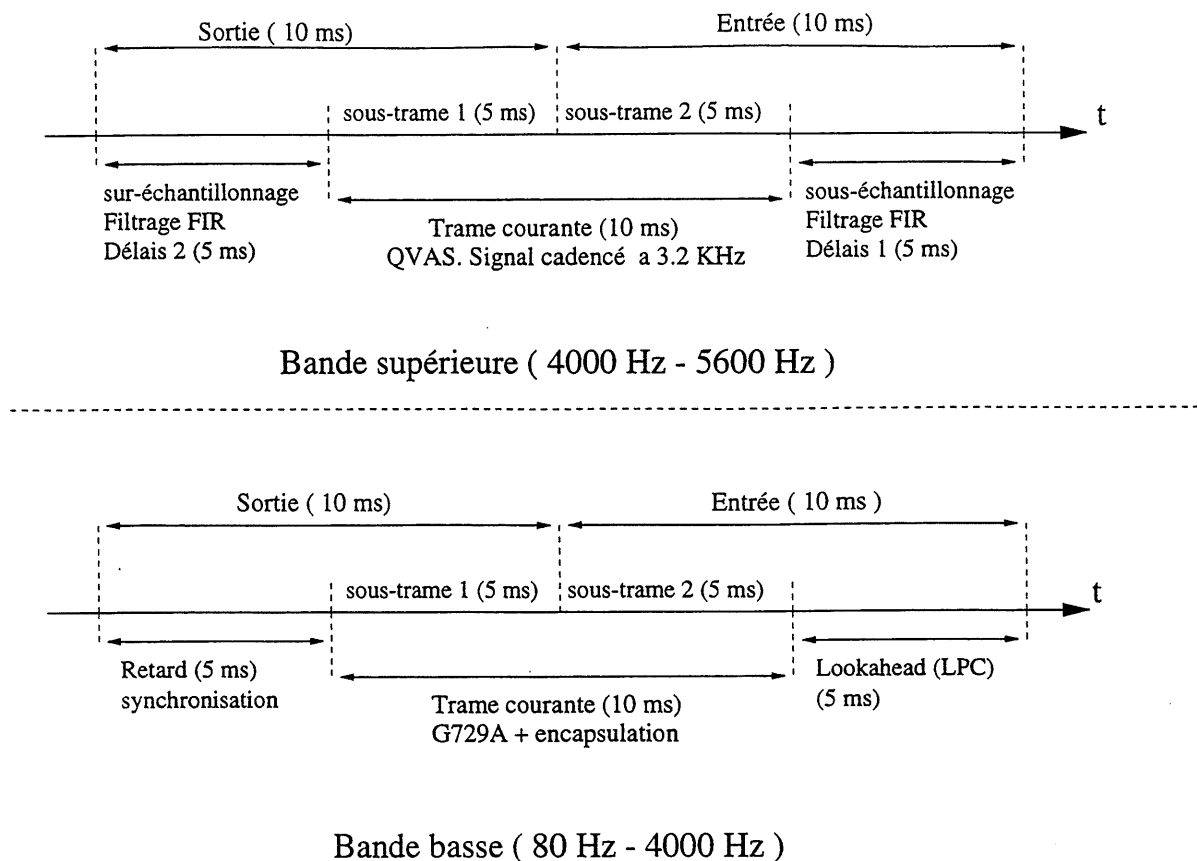 Sortie ( 10 ms)
Entrée (10 ms)
sous-trame 1 (5 ms)
sous-trame 2 (5 ms)
t
sur-échantillonnage
Filtrage FIR
Délais 2 (5 ms)
Trame courante (10 ms)
QVAS. Signal cadencé a 3.2 KHz
sous-échantillonnage
Filtrage FIR
Délais 1 (5 ms)
Bande supérieure ( 4000 Hz - 5600 Hz )
Sortie ( 10 ms)
Entrée ( 10 ms )
sous-trame 1 (5 ms)
sous-trame 2 (5 ms)
t
Retard (5 ms)
synchronisation
Trame courante (10 ms)
G729A + encapsulation
Lookahead (LPC)
(5 ms)
Bande basse ( 80 Hz - 4000 Hz )